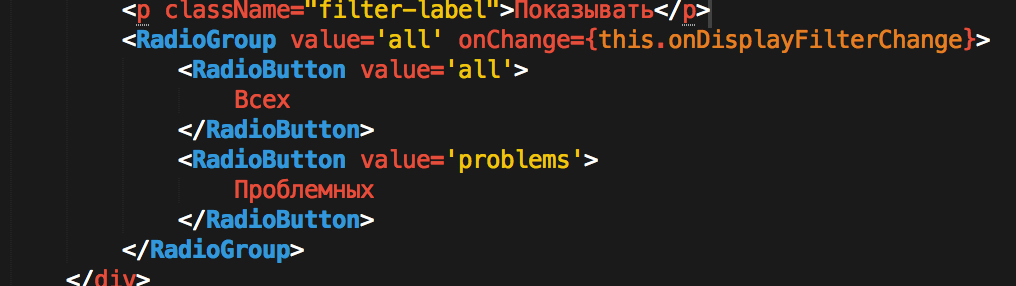 <p className="filter-label">Показывать</p>
<RadioGroup value='all' onChange={this.onDisplayFilterChange}>
<RadioButton value='all'>
Всех
</RadioButton>
<RadioButton value='problems'>
Проблемных
</RadioButton>
</RadioGroup>
</div>